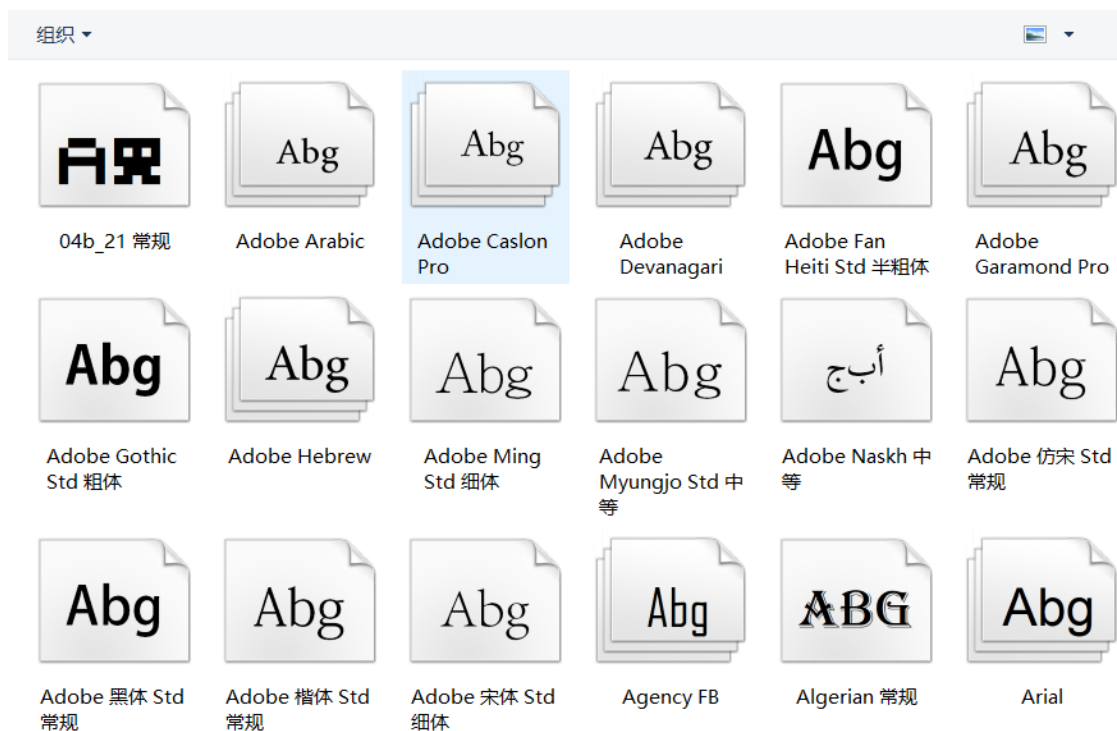 组织
AR
Abg
Abg
Abg
Abg
Abg
04b_21 常规
Adobe Arabic
Adobe Caslon
Pro
Adobe
Devanagari
Adobe Fan
Heiti Std 半粗体
Adobe
Garamond Pro
Abg
Abg
Abg
Abg
أب‌ج
Abg
Adobe Gothic
Std 粗体
Adobe Hebrew
Adobe Ming
Std 细体
Adobe
Myungjo Std 中
等
Adobe Naskh 中
等
Adobe 仿宋 Std
常规
Abg
Abg
Abg
Abg
ABG
Abg
Adobe 黑体 Std
常规
Adobe 楷体 Std
常规
Adobe 宋体 Std
细体
Agency FB
Algerian 常规
Arial